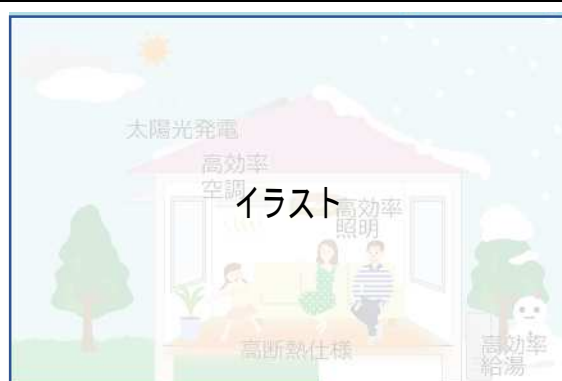 太陽光発電
高効率
空調
イラスト
高効率
照明
高断熱仕様
高効率
給湯